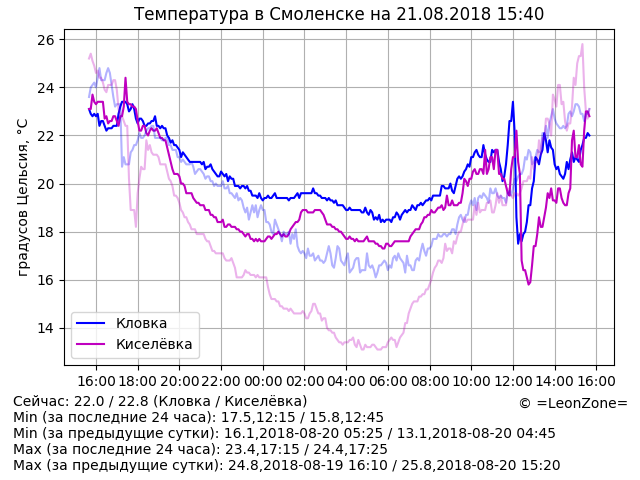 Температура в Смоленске на 21.08.2018 15:40
градусов Цельсия, °C
26
24
22
20
18
16
14
16:00 18:00 20:00 22:00 00:00 02:00 04:00 06:00 08:00 10:00 12:00 14:00 16:00
Кловка
Киселёвка
Сейчас: 22.0 / 22.8 (Кловка / Киселёвка)
© =LeonZone=
Min (за последние 24 часа): 17.5,12:15 / 15.8,12:45
Min (за предыдущие сутки): 16.1,2018-08-20 05:25 / 13.1,2018-08-20 04:45
Max (за последние 24 часа): 23.4,17:15 / 24.4,17:25
Max (за предыдущие сутки): 24.8,2018-08-19 16:10 / 25.8,2018-08-20 15:20